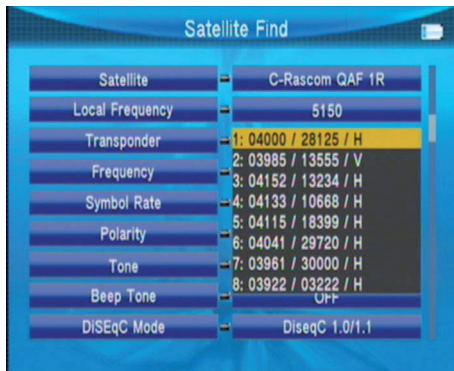 Satellite Find
Satellite
C-Rascom QAF 1R
Local Frequency
5150
Transponder
1: 04000 / 28125 / H
2: 03985 / 13555 / V
Frequency
3: 04152 / 13234 / H
4: 04133 / 10668 / H
Symbol Rate
5: 04115 / 18399 / H
Polarity
6: 04041 / 29720 / H
7: 03961 / 30000 / H
Tone
8: 03922 / 03222 / H
Beep Tone
OFF
DiSEqC Mode
DiseqC 1.0/1.1